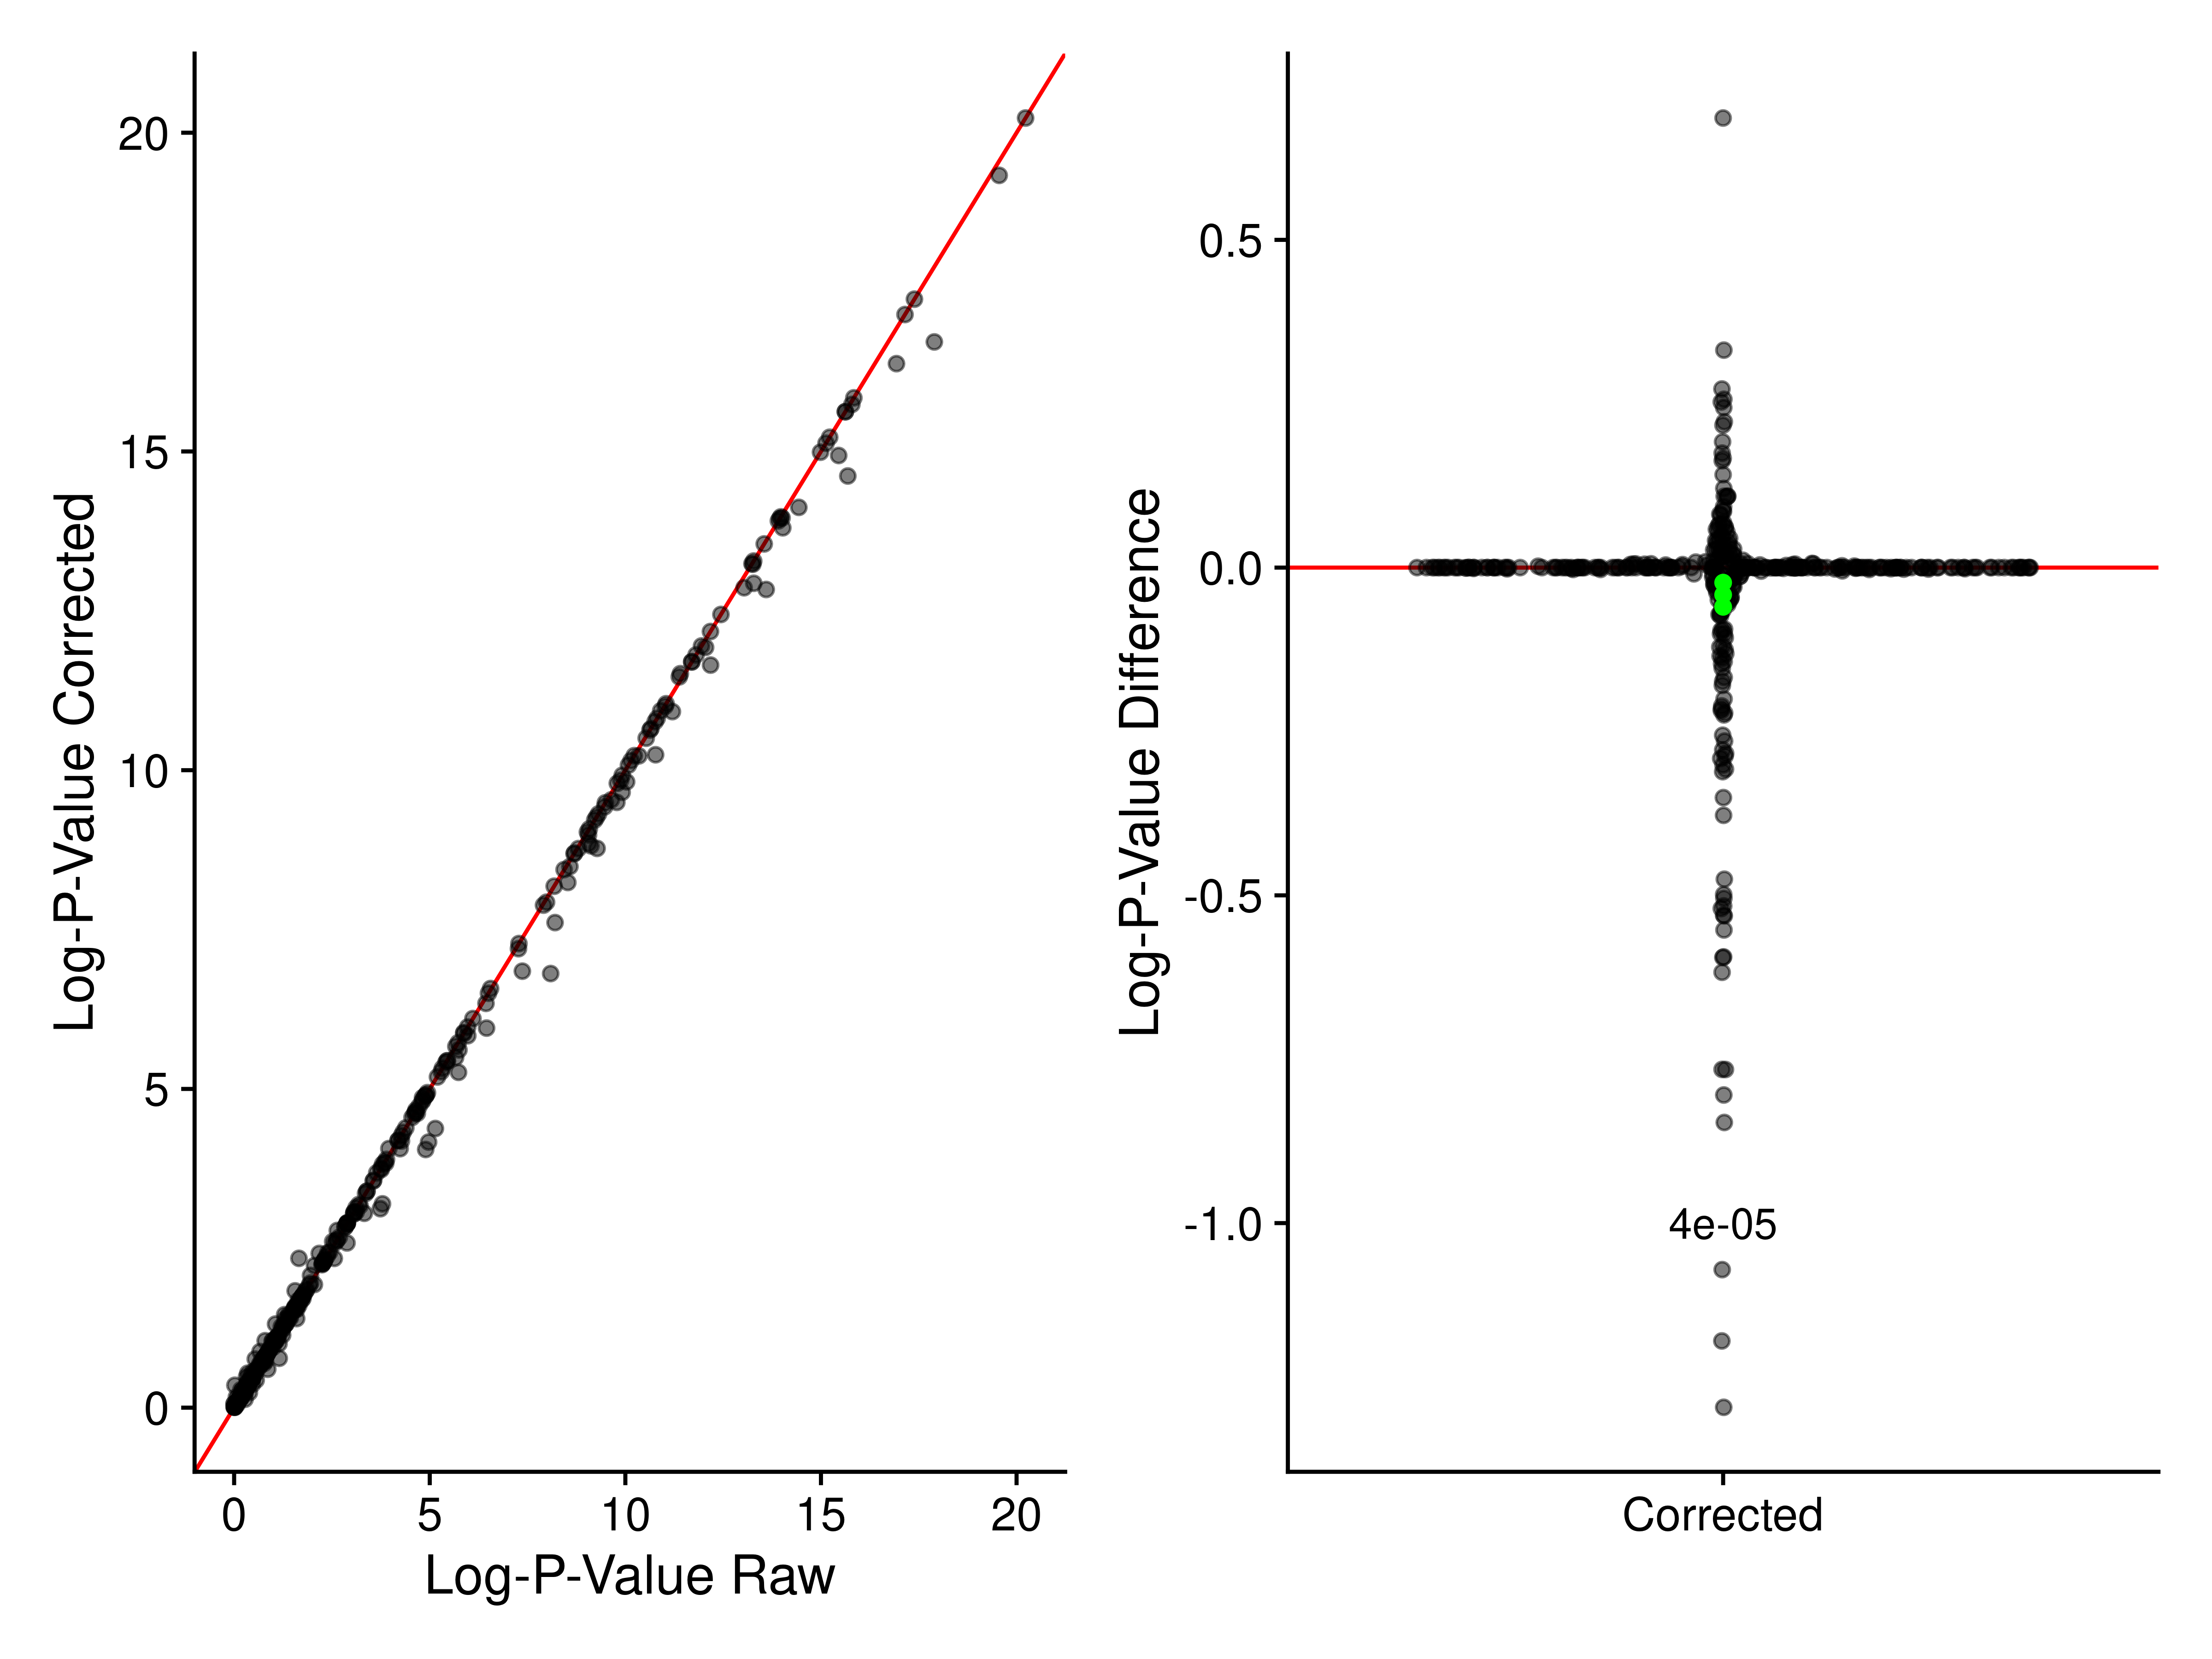 Log-P-Value Corrected
20
15
10
5
0
0 5 10 15 20
Log-P-Value Raw
Log-P-Value Difference
0.5
0.0
-0.5
-1.0
4e-05
Corrected